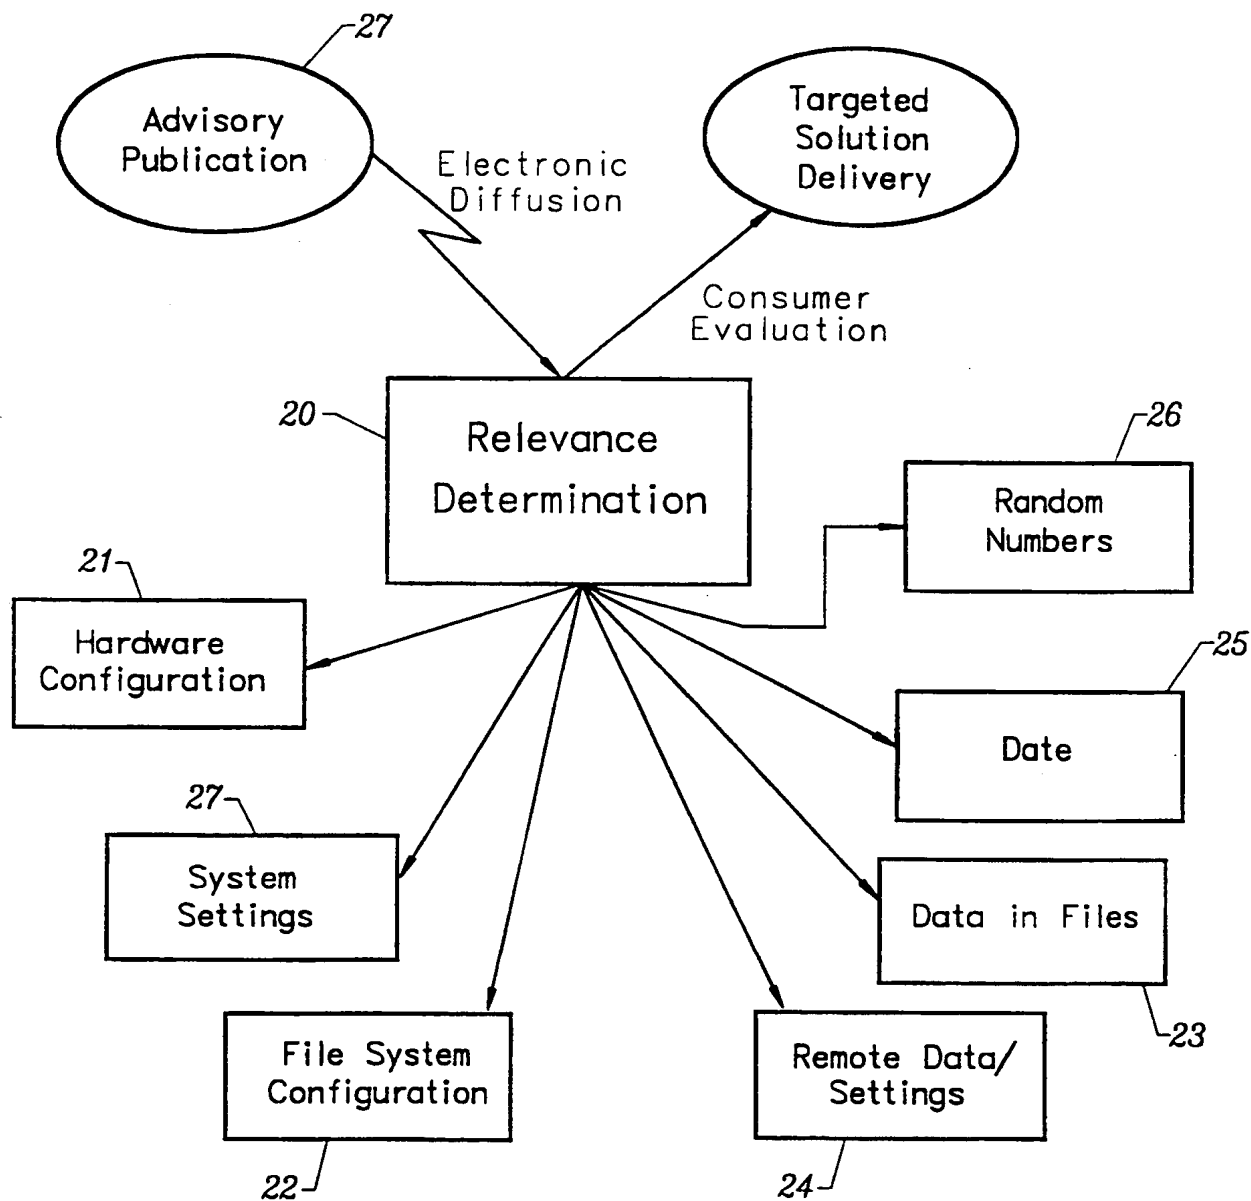 27
Advisory
Publication
Targeted
Solution
Delivery
Electronic
Diffusion
Consumer
Evaluation
20
Relevance
Determination
26
Random
Numbers
21
Hardware
Configuration
25
Date
27
System
Settings
Data in Files
23
File System
Configuration
22
Remote Data/
Settings
24